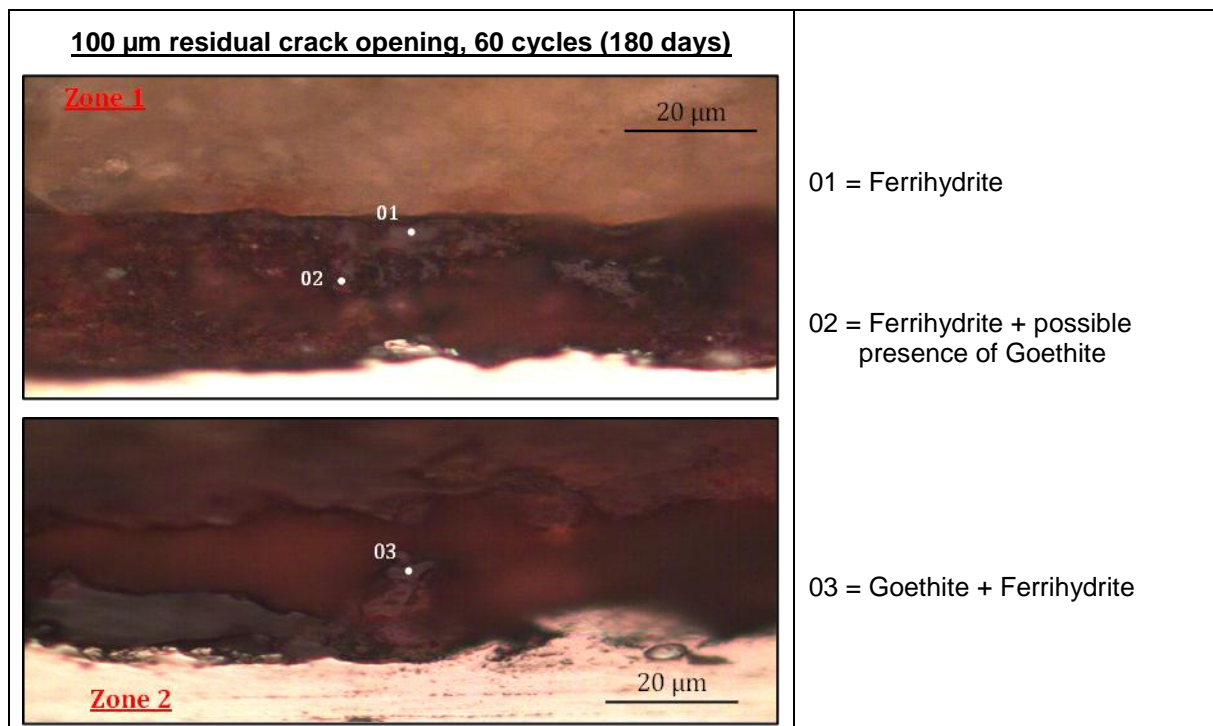 100 µm residual crack opening, 60 cycles (180 days)
Zone 1
20 µm
01
02
01 = Ferrihydrite
02 = Ferrihydrite + possible
presence of Goethite
03
20 µm
Zone 2
03 = Goethite + Ferrihydrite